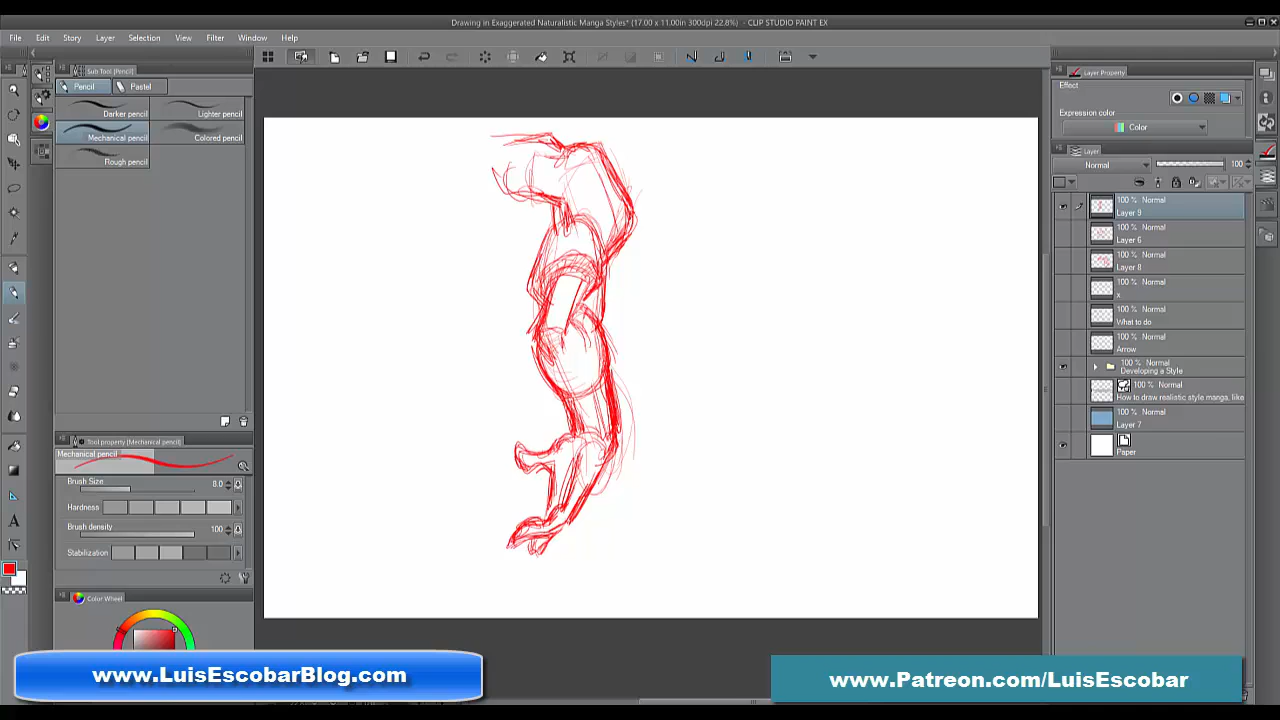 Drawing in Exaggerated Naturalistic Manga Styles* (17.00 x 11.00in 300dpi 22.8%) - CLIP STUDIO PAINT EX
File Edit Story Layer Selection View Filter Window Help
Sub Tool [Pencil]
Pencil Pastel
Darker pencil Lighter pencil
Mechanical pencil Colored pencil
Rough pencil
Tool property [Mechanical pencil]
Mechanical pencil
Brush Size 8.0
Hardness
Brush density 100
Stabilization
Color Wheel
Layer Property
Effect
Expression color
Color
Layer
Normal 100
100 % Normal
Layer 9
100 % Normal
Layer 6
100 % Normal
Layer 8
100 % Normal
x
100 % Normal
What to do
100 % Normal
Arrow
100 % Normal
Developing a Style
100 % Normal
How to draw realistic style manga, like
100 % Normal
Layer 7
Paper
www.LuisEscobarBlog.com
www.Patreon.com/LuisEscobar